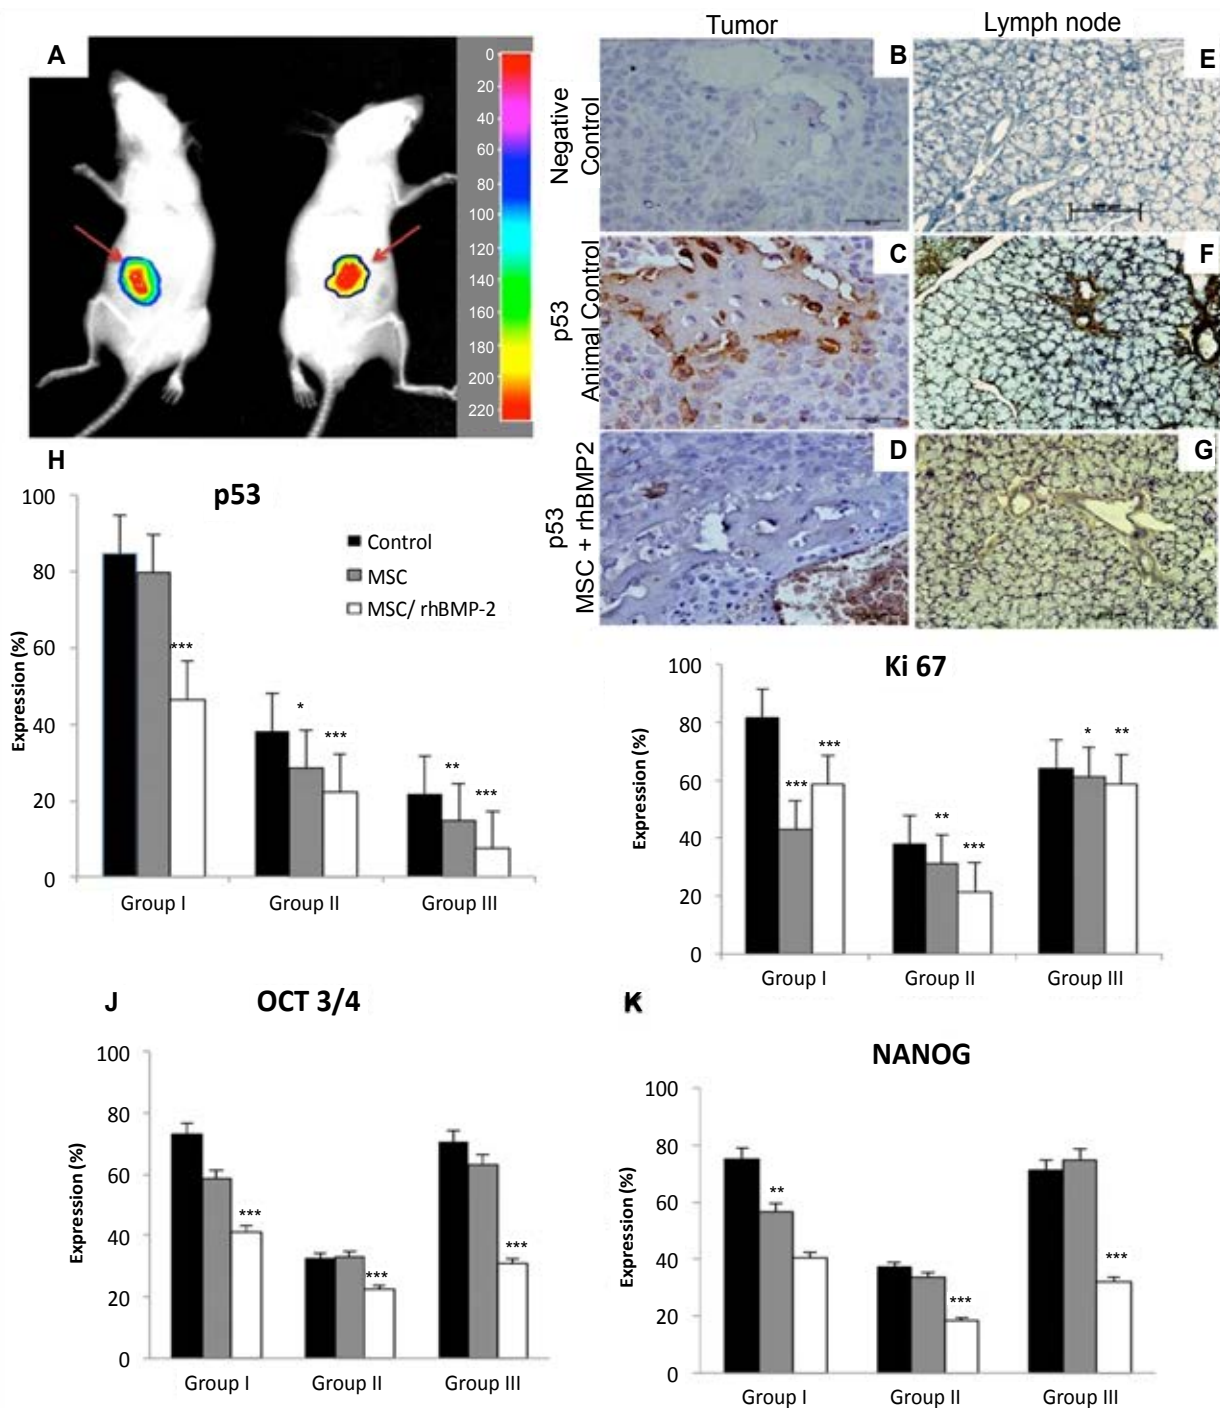 Tumor
Lymph node
A
B
E
0
20
40
60
80
100
120
140
160
180
200
220
Negative
Control
C
F
p53
Animal Control
D
G
p53
MSC + rhBMP2
H
p53
100
80
60
40
20
0
Expression (%)
Control
MSC
MSC/ rhBMP-2
***
*
***
**
***
Group I
Group II
Group III
Ki 67
100
80
60
40
20
0
Expression (%)
***
***
**
***
*
**
Group I
Group II
Group III
J
OCT 3/4
100
80
60
40
20
0
Expression (%)
***
***
***
Group I
Group II
Group III
K
NANOG
100
80
60
40
20
0
Expression (%)
**
***
***
Group I
Group II
Group III